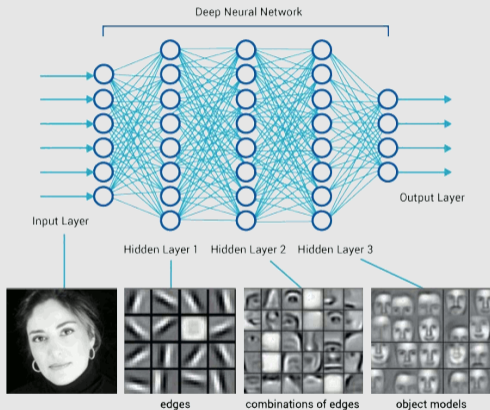 Deep Neural Network
Input Layer
Output Layer
Hidden Layer 1 Hidden Layer 2 Hidden Layer 3
edges combinations of edges object models